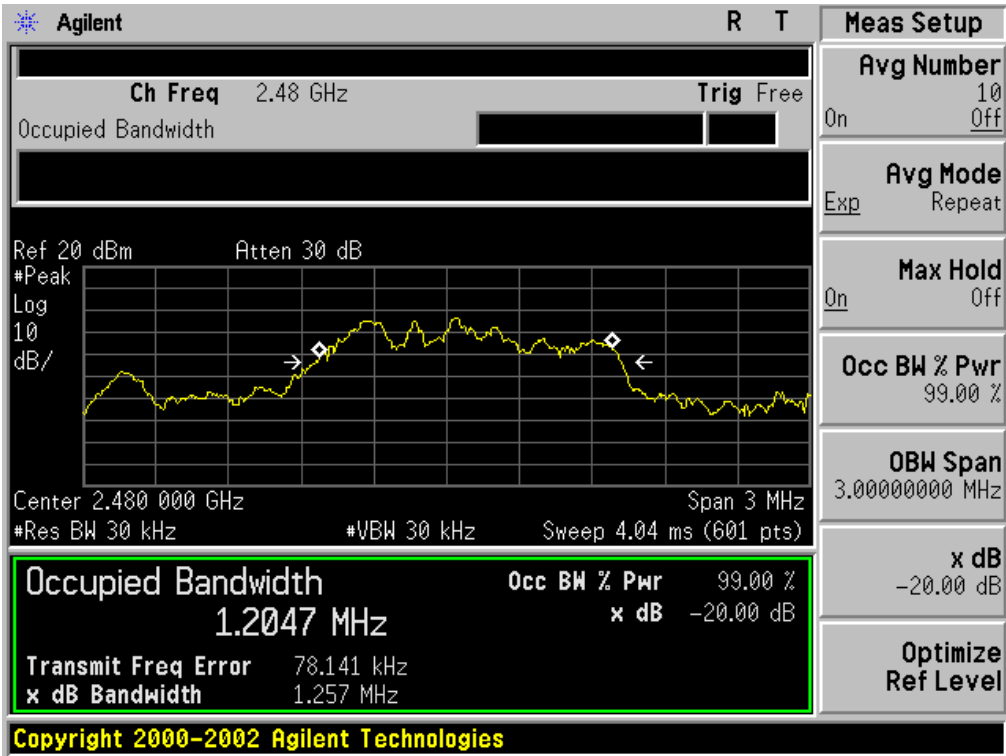 Agilent R T
Ch Freq 2.48 GHz Trig Free
Occupied Bandwidth
Ref 20 dBm Atten 30 dB
#Peak
Log
10
dB/
Center 2.480 000 GHz Span 3 MHz
#Res BW 30 kHz #VBW 30 kHz Sweep 4.04 ms (601 pts)
Occupied Bandwidth
1.2047 MHz
Occ BW % Pwr 99.00 %
x dB -20.00 dB
Transmit Freq Error 78.141 kHz
x dB Bandwidth 1.257 MHz
Meas Setup
Avg Number
10
On Off
Avg Mode
Exp Repeat
Max Hold
On Off
Occ BW % Pwr
99.00 %
OBW Span
3.00000000 MHz
x dB
-20.00 dB
Optimize
Ref Level
Copyright 2000-2002 Agilent Technologies